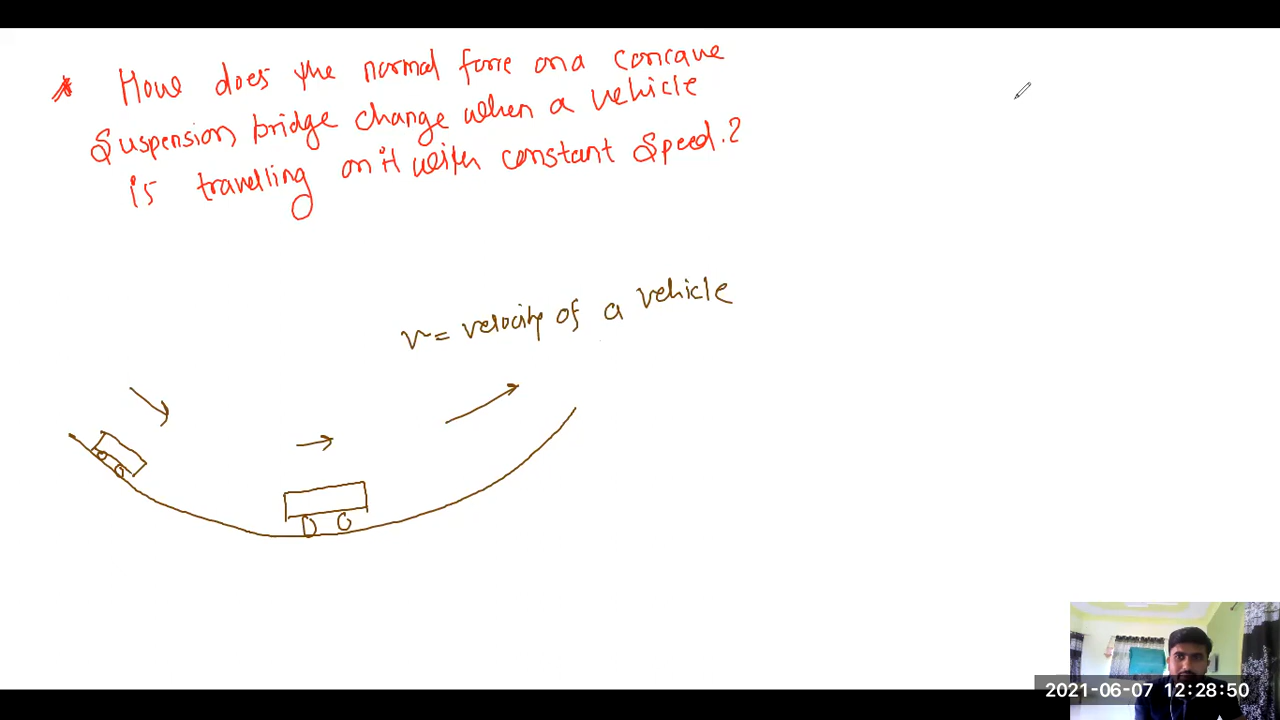 * How does the normal force on a concave
Suspension bridge change when a vehicle
is travelling on it with constant speed.?
v = velocity of a vehicle
2021-06-07 12:28:50